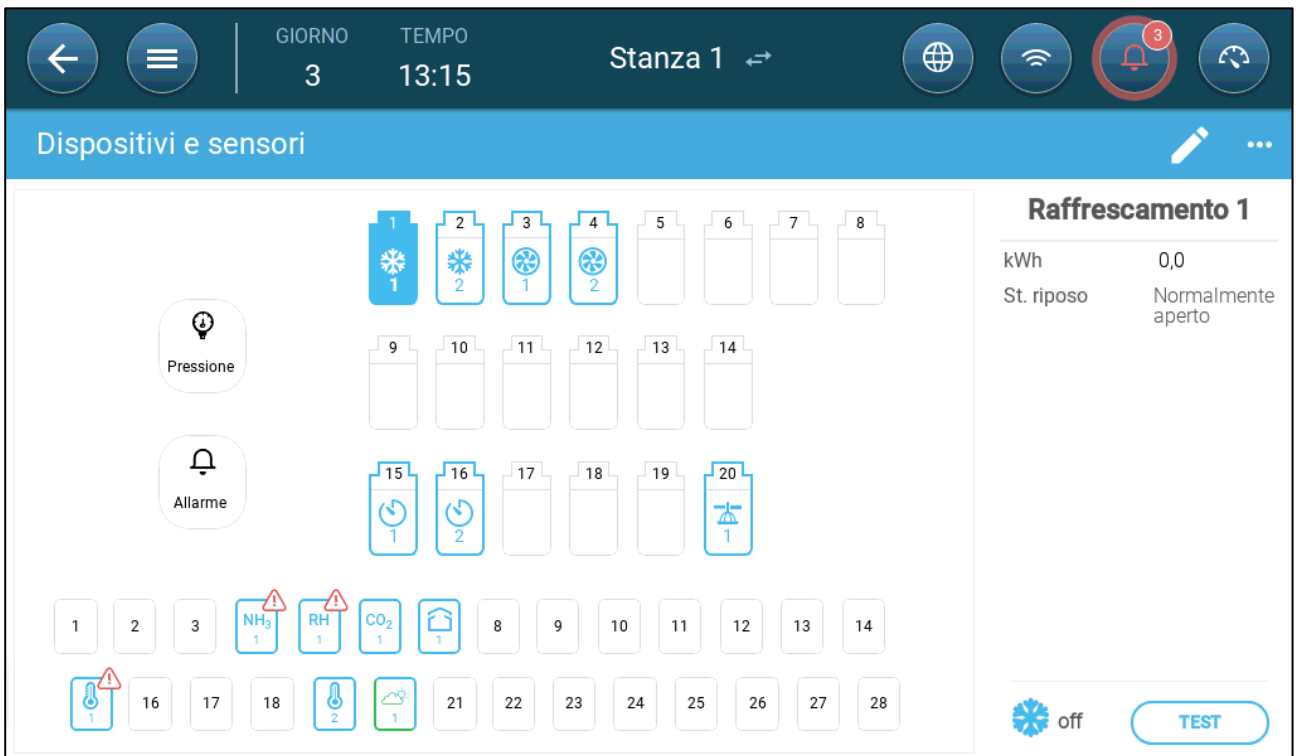 GIORNO TEMPO
3 13:15 Stanza 1 3
Dispositivi e sensori
Raffrescamento 1
kWh 0,0
St. riposo Normalmente
aperto
1 2 3 4 5 6 7 8
1 2 1 2
Pressione
9 10 11 12 13 14
Allarme
15 16 17 18 19 20
1 2 1
1 2 3 NH₃ RH CO₂ 8 9 10 11 12 13 14
1 1 1 1
16 17 18 21 22 23 24 25 26 27 28
1 2 1
off TEST